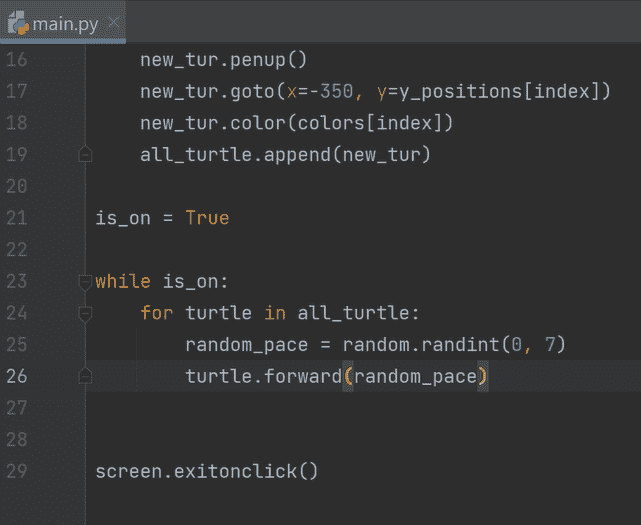 main.py
16 new_tur.penup()
17 new_tur.goto(x=-350, y=y_positions[index])
18 new_tur.color(colors[index])
19 all_turtle.append(new_tur)
20
21 is_on = True
22
23 while is_on:
24 for turtle in all_turtle:
25 random_pace = random.randint(0, 7)
26 turtle.forward(random_pace)
27
28
29 screen.exitonclick()